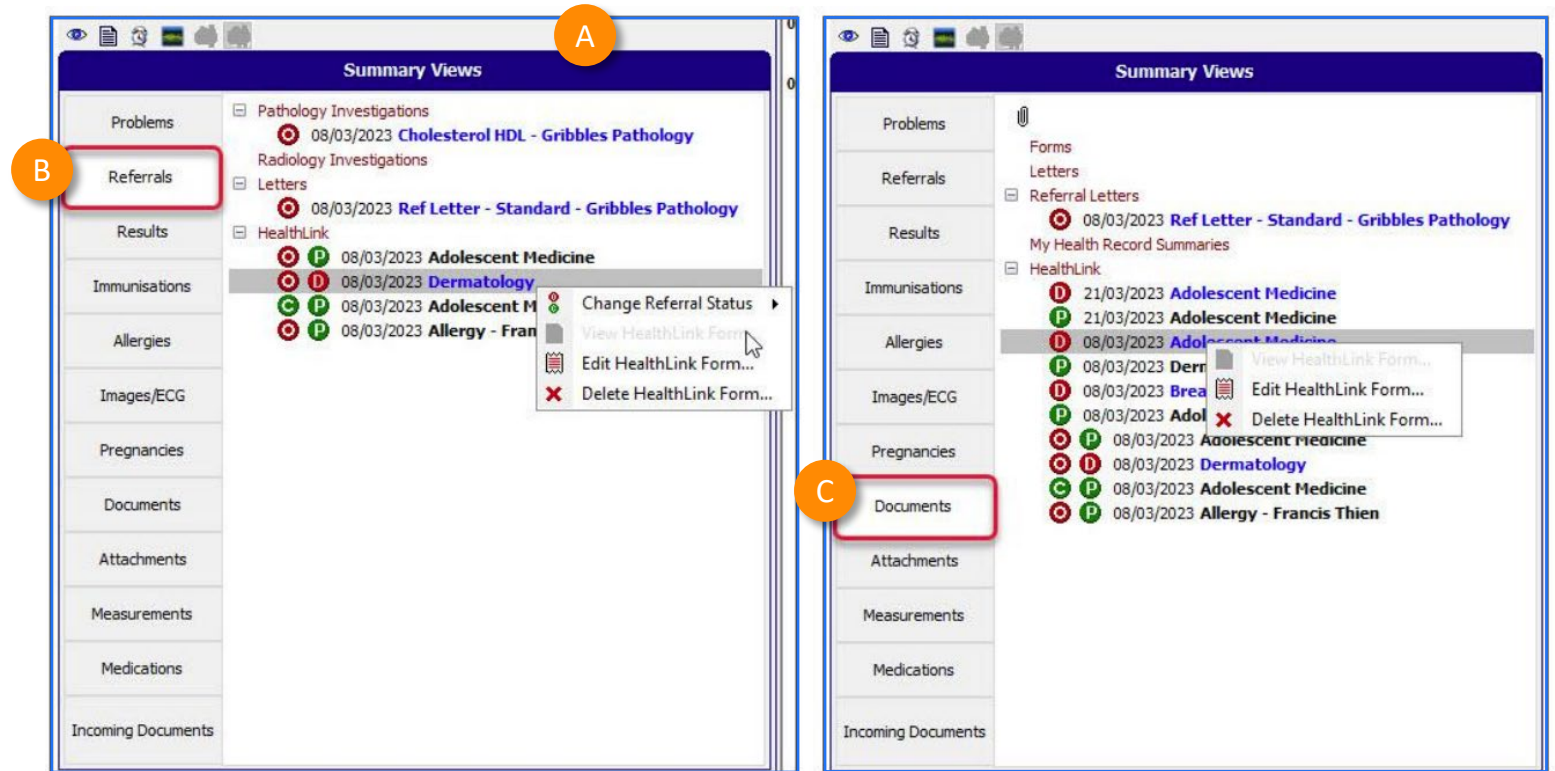 A
0
0
Summary Views
Problems
B
Referrals
Results
Immunisations
Allergies
Images/ECG
Pregnancies
Documents
Attachments
Measurements
Medications
Incoming Documents
Pathology Investigations
08/03/2023 Cholesterol HDL - Gribbles Pathology
Radiology Investigations
Letters
08/03/2023 Ref Letter - Standard - Gribbles Pathology
HealthLink
P 08/03/2023 Adolescent Medicine
D 08/03/2023 Dermatology
C P 08/03/2023 Adolescent M
P 08/03/2023 Allergy - Fran
Change Referral Status
View HealthLink Form...
Edit HealthLink Form...
Delete HealthLink Form...
Summary Views
Problems
Referrals
Results
Immunisations
Allergies
Images/ECG
Pregnancies
C
Documents
Attachments
Measurements
Medications
Incoming Documents
Forms
Letters
Referral Letters
08/03/2023 Ref Letter - Standard - Gribbles Pathology
My Health Record Summaries
HealthLink
D 21/03/2023 Adolescent Medicine
P 21/03/2023 Adolescent Medicine
D 08/03/2023 Adolescent Medicine
P 08/03/2023 Dern
D 08/03/2023 Brea
P 08/03/2023 Adol
P 08/03/2023 Adolescent Medicine
D 08/03/2023 Dermatology
C P 08/03/2023 Adolescent Medicine
P 08/03/2023 Allergy - Francis Thien
View HealthLink Form...
Edit HealthLink Form...
Delete HealthLink Form...